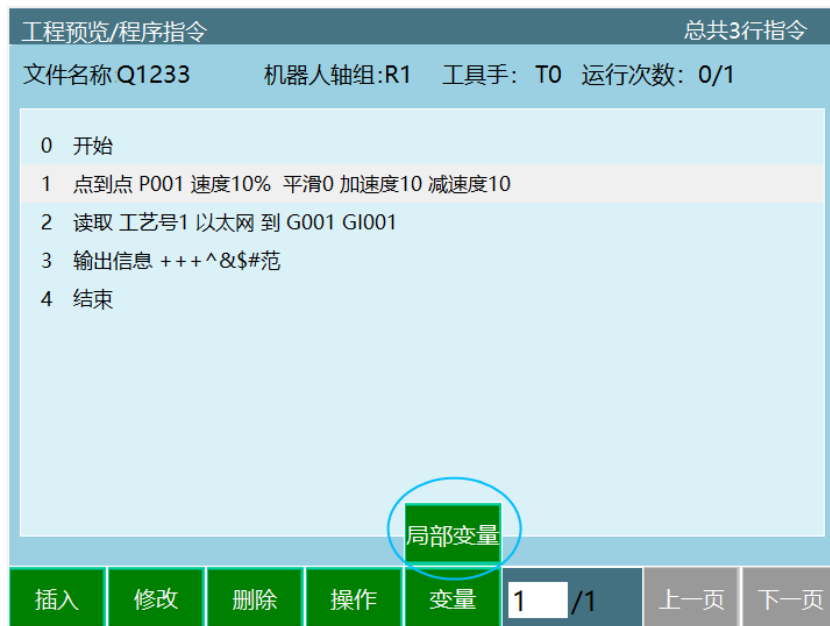 工程预览/程序指令 总共3行指令
文件名称:Q1233 机器人轴组:R1 工具手: T0 运行次数: 0/1
0 开始
1 点到点 P001 速度10% 平滑0 加速度10 减速度10
2 读取 工艺号1 以太网 到 G001 GI001
3 输出信息 +++^&$#范
4 结束
局部变量
插入 修改 删除 操作 变量 1 /1 上一页 下一页